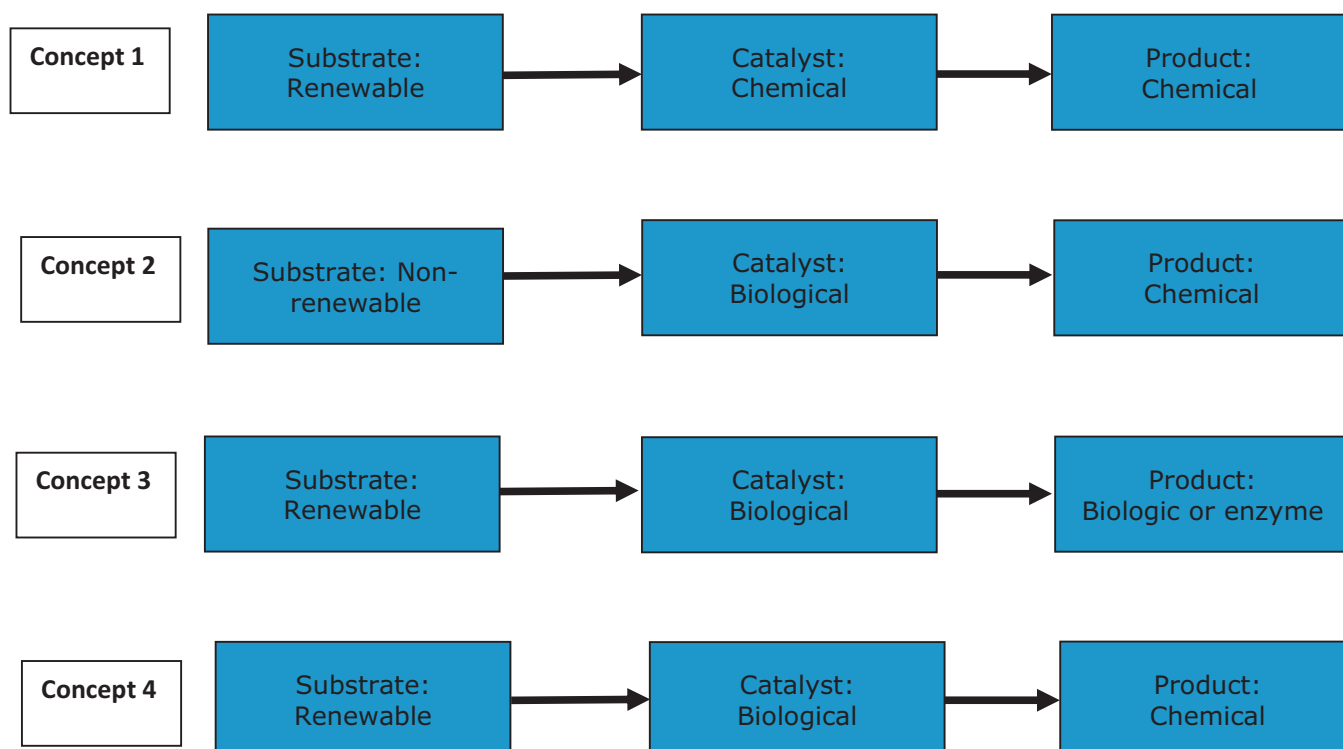 Concept 1
Substrate:
Renewable
Catalyst:
Chemical
Product:
Chemical
Concept 2
Substrate: Non-
renewable
Catalyst:
Biological
Product:
Chemical
Concept 3
Substrate:
Renewable
Catalyst:
Biological
Product:
Biologic or enzyme
Concept 4
Substrate:
Renewable
Catalyst:
Biological
Product:
Chemical